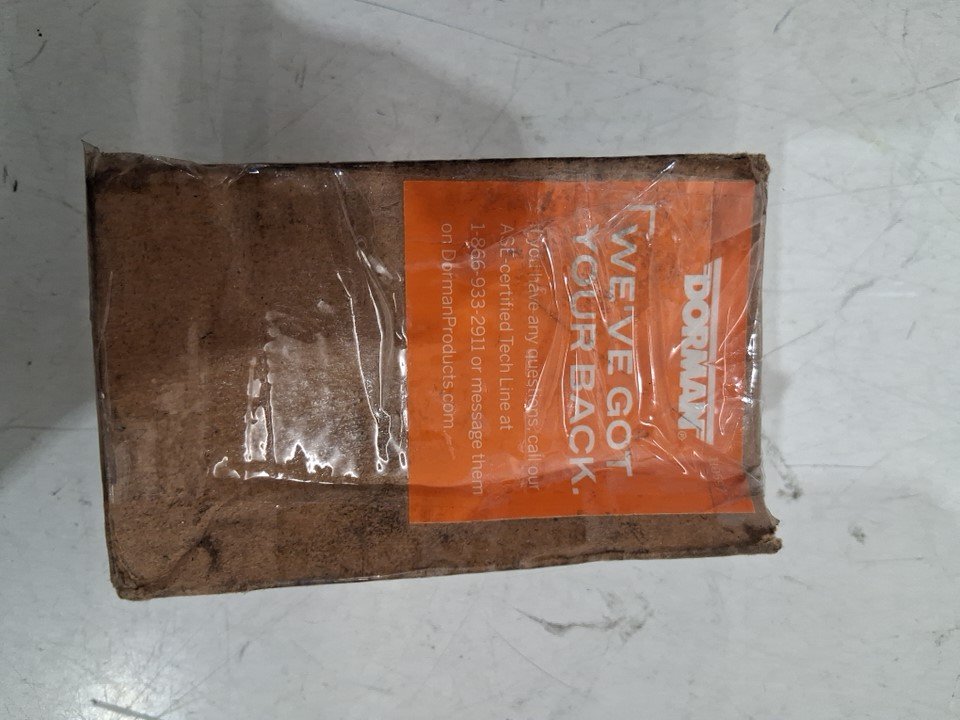 DORMAN®
WE'VE GOT
YOUR BACK.
If you have any questions, call our
ASE-certified Tech Line at
1-866-933-2911 or message them
on DormanProducts.com